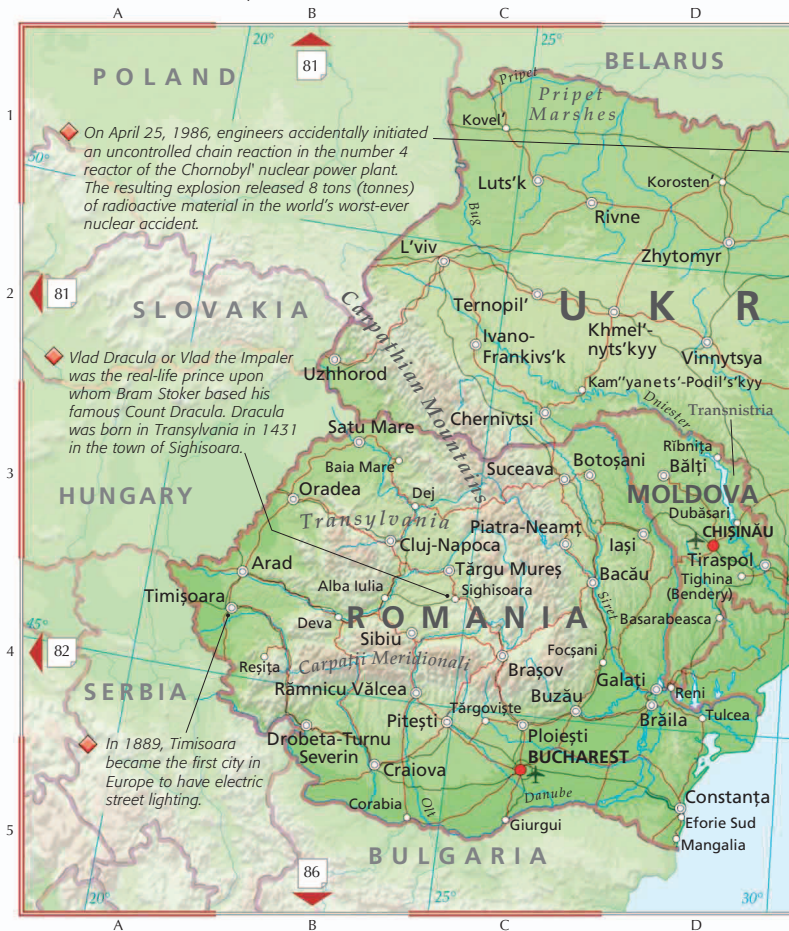 A
B
C
D
20°
25°
81
POLAND
BELARUS
Pripet
Pripet
Marshes
1
Kovel'
On April 25, 1986, engineers accidentally initiated
an uncontrolled chain reaction in the number 4
reactor of the Chornobyl' nuclear power plant.
The resulting explosion released 8 tons (tonnes)
of radioactive material in the world's worst-ever
nuclear accident.
50°
Luts'k
Korosten'
Bug
Rivne
L'viv
Zhytomyr
2
81
SLOVAKIA
Carpathian Mountains
Ternopil'
UKR
Ivano-
Frankivs'k
Khmel'-
nyts'kyy
Vinnytsya
Vlad Dracula or Vlad the Impaler
was the real-life prince upon
whom Bram Stoker based his
famous Count Dracula. Dracula
was born in Transylvania in 1431
in the town of Sighisoara.
Uzhhorod
Kam''yanets'-Podil's'kyy
Dniester
Chernivtsi
Transnistria
Satu Mare
Rîbnița
3
Baia Mare
Suceava
Botoșani
Bălți
HUNGARY
Oradea
Dej
MOLDOVA
Transylvania
Piatra-Neamț
Dubăsari
CHIȘINĂU
Cluj-Napoca
Iași
Tiraspol
Arad
Târgu Mureș
Bacău
Tighina
(Bendery)
Timișoara
Alba Iulia
Sighisoara
Siret
45°
Deva
ROMANIA
Basarabeasca
4
82
Sibiu
Focșani
Reșița
Carpații Meridionali
Brașov
Galați
Reni
SERBIA
Râmnicu Vâlcea
Buzău
Târgoviște
Brăila
Tulcea
Pitești
Ploiești
In 1889, Timisoara
became the first city in
Europe to have electric
street lighting.
Drobeta-Turnu
Severin
BUCHAREST
Craiova
Danube
Constanța
Corabia
Olt
Giurgui
Eforie Sud
5
Mangalia
BULGARIA
86
20°
25°
30°
A
B
C
D